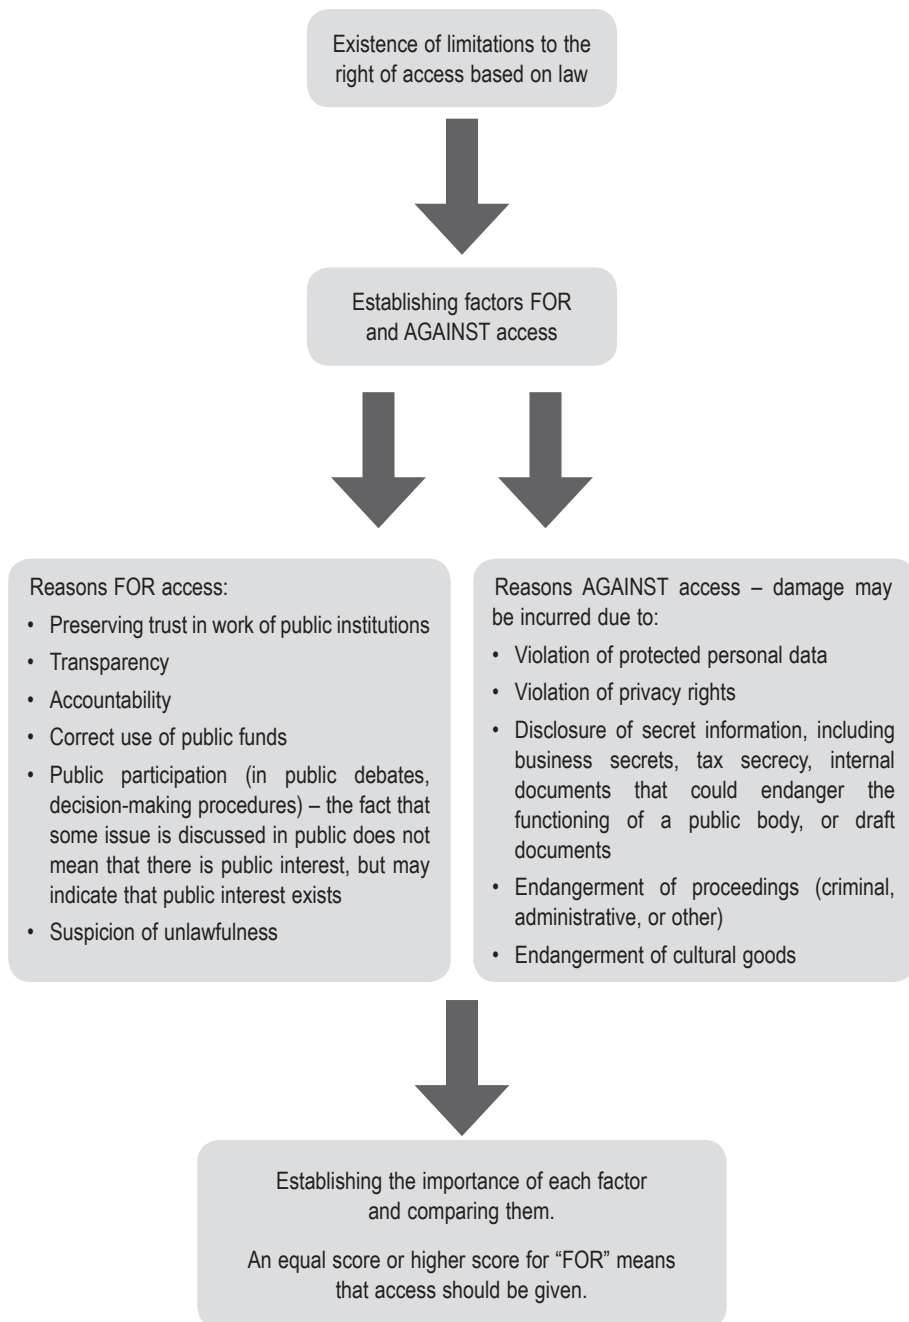 Existence of limitations to the
right of access based on law
Establishing factors FOR
and AGAINST access
Reasons FOR access:
• Preserving trust in work of public institutions
• Transparency
• Accountability
• Correct use of public funds
• Public participation (in public debates,
decision-making procedures) – the fact that
some issue is discussed in public does not
mean that there is public interest, but may
indicate that public interest exists
• Suspicion of unlawfulness
Reasons AGAINST access – damage may
be incurred due to:
• Violation of protected personal data
• Violation of privacy rights
• Disclosure of secret information, including
business secrets, tax secrecy, internal
documents that could endanger the
functioning of a public body, or draft
documents
• Endangerment of proceedings (criminal,
administrative, or other)
• Endangerment of cultural goods
Establishing the importance of each factor
and comparing them.
An equal score or higher score for “FOR” means
that access should be given.